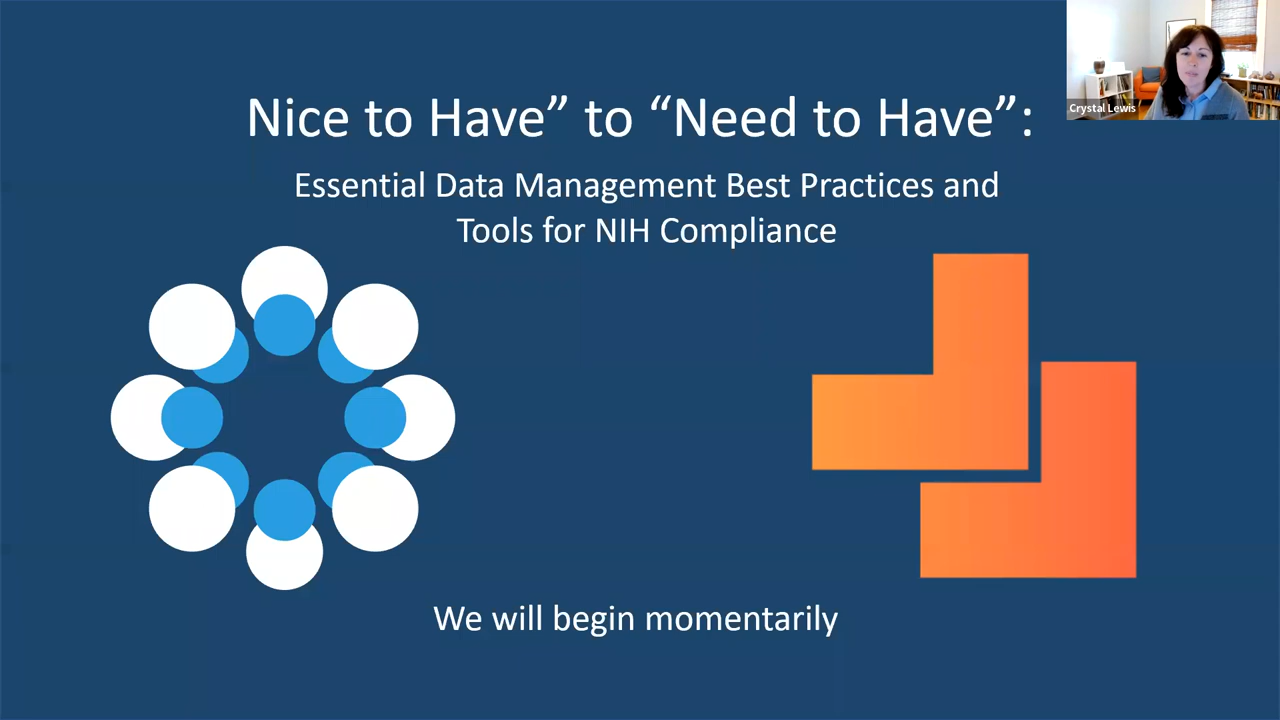 Nice to Have” to “Need to Have”:
Essential Data Management Best Practices and
Tools for NIH Compliance
Crystal Lewis
We will begin momentarily